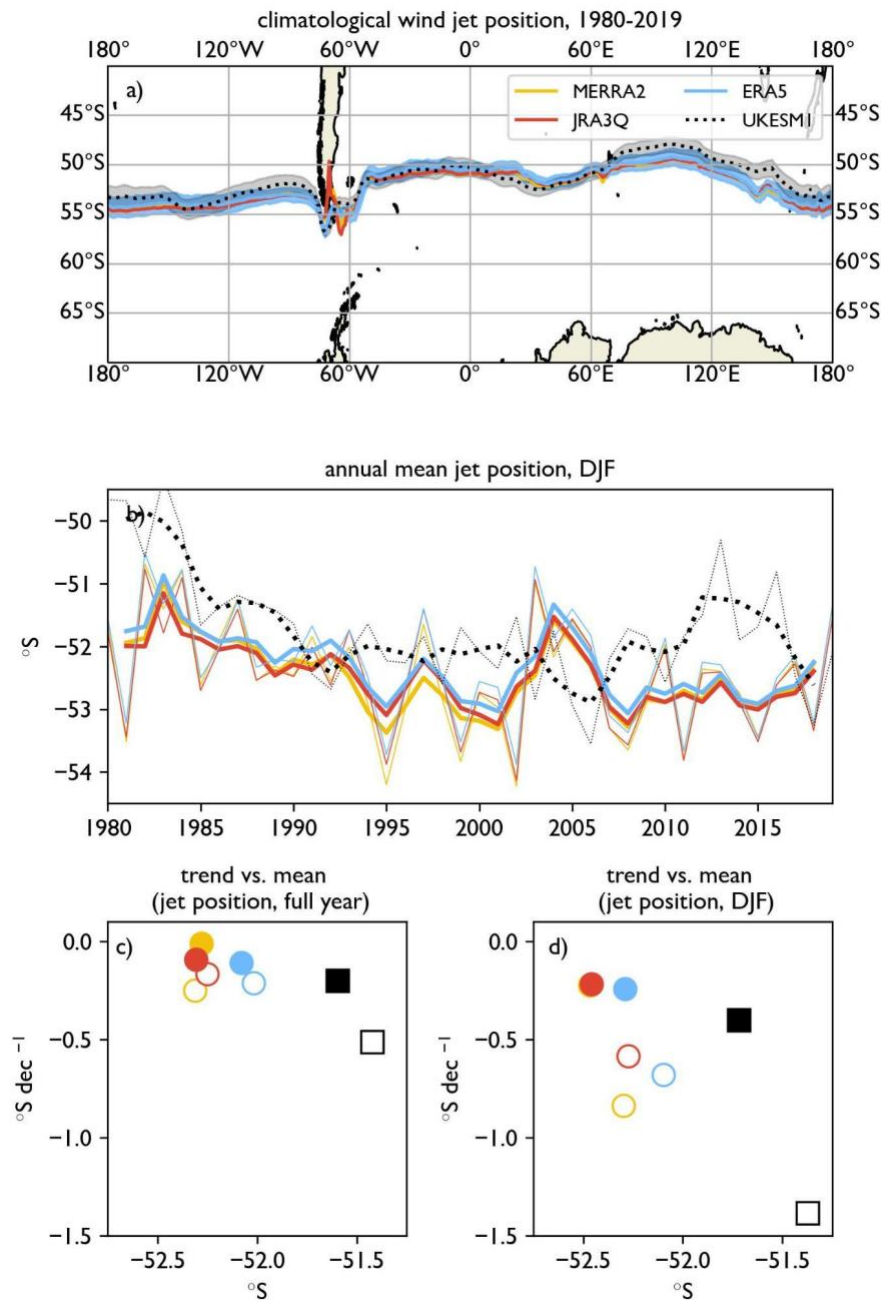 climatological wind jet position, 1980-2019
180° 120°W 60°W 0° 60°E 120°E 180°
a)
MERRA2 ERA5
JRA3Q UKESM1
45°S 45°S
50°S 50°S
55°S 55°S
60°S 60°S
65°S 65°S
180° 120°W 60°W 0° 60°E 120°E 180°
annual mean jet position, DJF
b)
−50
−51
−52
−53
−54
°S
1980 1985 1990 1995 2000 2005 2010 2015
trend vs. mean
(jet position, full year)
c)
0.0
−0.5
−1.0
−1.5
°S dec −1
−52.5 −52.0 −51.5
°S
trend vs. mean
(jet position, DJF)
d)
0.0
−0.5
−1.0
−1.5
°S dec −1
−52.5 −52.0 −51.5
°S